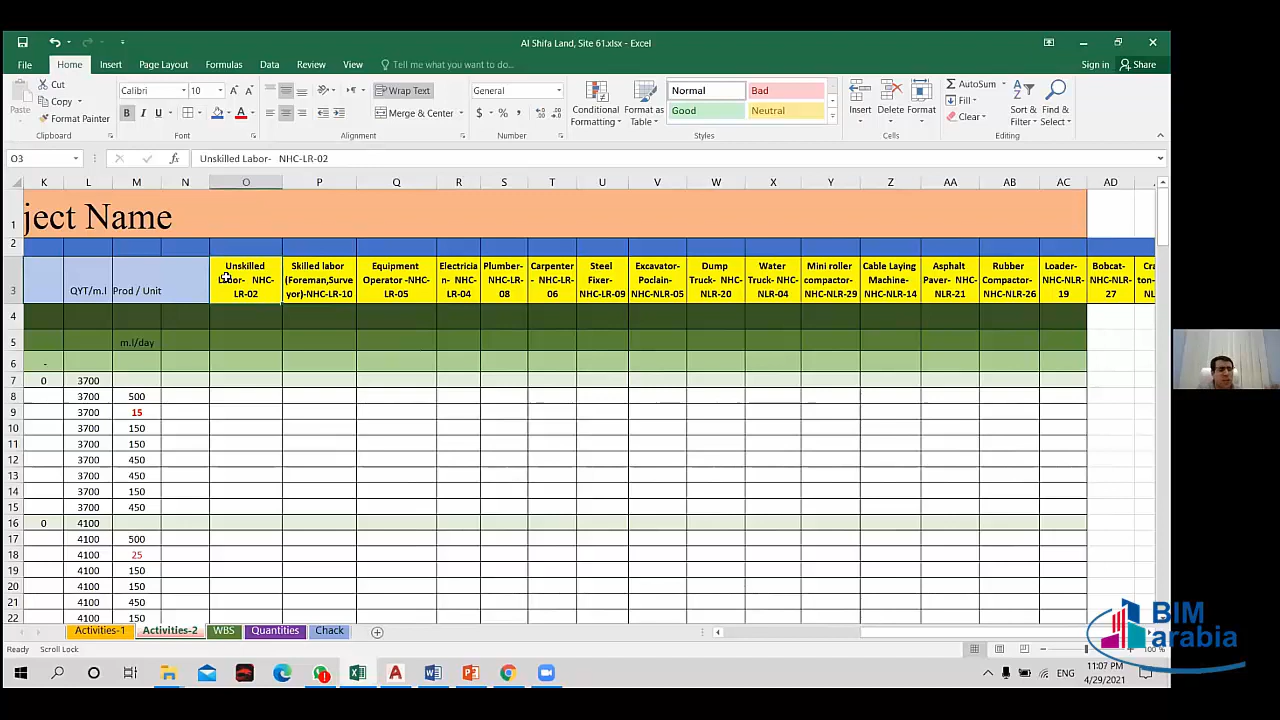 Al Shifa Land, Site 61.xlsx - Excel
File Home Insert Page Layout Formulas Data Review View Tell me what you want to do... Sign in Share
Paste
Cut
Copy
Format Painter
Clipboard
Calibri 10
B I U
Font
Wrap Text
Merge & Center
Alignment
General
$ % ,
Number
Conditional
Formatting
Format as
Table
Normal Bad
Good Neutral
Styles
Insert Delete Format
Cells
AutoSum
Fill
Clear
Sort &
Filter
Find &
Select
Editing
O3 fx Unskilled Labor- NHC-LR-02
K L M N O P Q R S T U V W X Y Z AA AB AC AD
1 ject Name
2
3 QYT/m.l Prod / Unit
Unskilled
Labor- NHC-
LR-02
Skilled labor
(Foreman,Surve
yor)-NHC-LR-10
Equipment
Operator -NHC-
LR-05
Electricia
n- NHC-
LR-04
Plumber-
NHC-LR-
08
Carpenter
- NHC-LR-
06
Steel
Fixer-
NHC-LR-09
Excavator-
Poclain-
NHC-NLR-05
Dump
Truck- NHC-
NLR-20
Water
Truck- NHC-
NLR-04
Mini roller
compactor-
NHC-NLR-29
Cable Laying
Machine-
NHC-NLR-14
Asphalt
Paver- NHC-
NLR-21
Rubber
Compactor-
NHC-NLR-26
Loader-
NHC-NLR-
19
Bobcat-
NHC-NLR-
27
Cra
ton-
NL
4
5 m.l/day
6 -
7 0 3700
8 3700 500
9 3700 15
10 3700 150
11 3700 150
12 3700 450
13 3700 450
14 3700 150
15 3700 450
16 0 4100
17 4100 500
18 4100 25
19 4100 150
20 4100 150
21 4100 450
22 4100 150
Activities-1 Activities-2 WBS Quantities Chack
Ready Scroll Lock 100 %
ENG 11:07 PM
4/29/2021
BIM
arabia